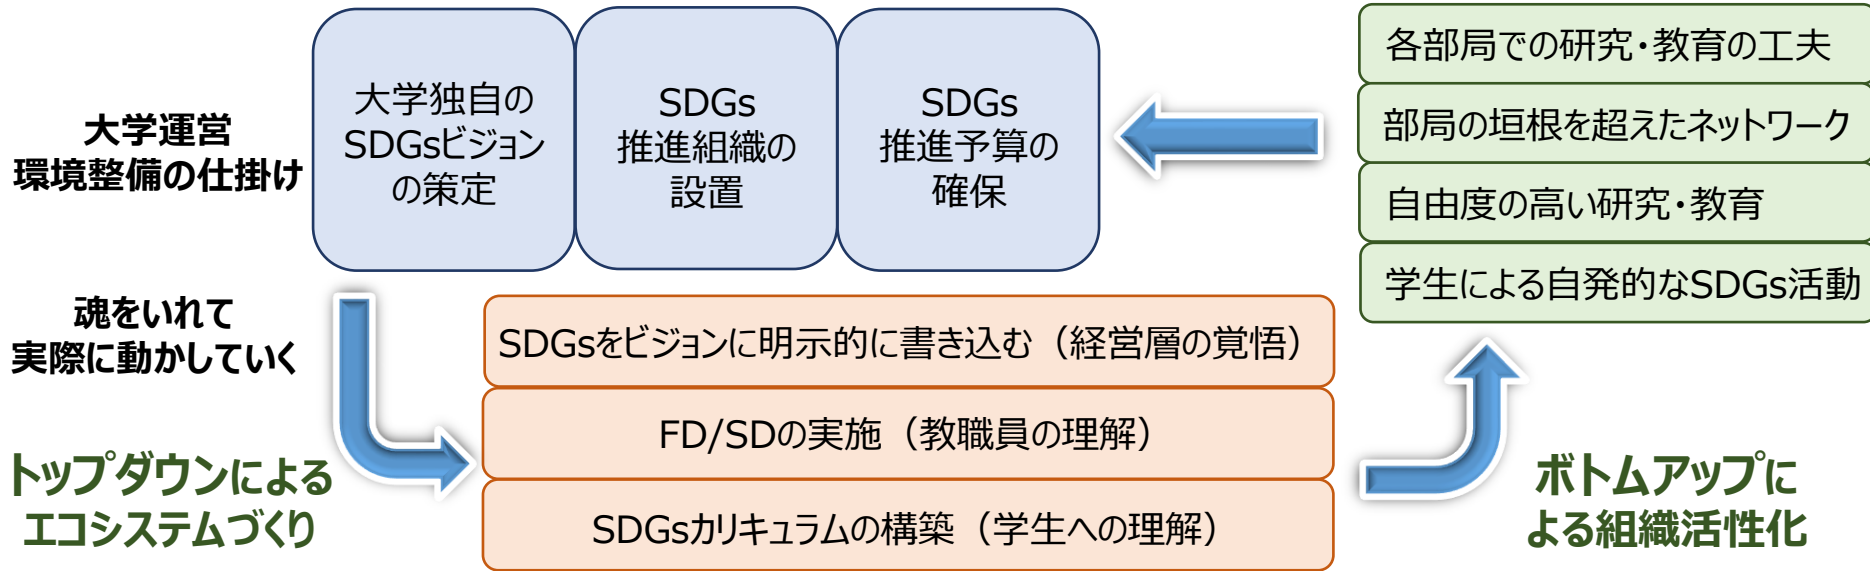 大学運営
環境整備の仕掛け
大学独自の
SDGsビジョン
の策定
SDGs
推進組織の
設置
SDGs
推進予算の
確保
各部局での研究・教育の工夫
部局の垣根を超えたネットワーク
自由度の高い研究・教育
学生による自発的なSDGs活動
魂をいれて
実際に動かしていく
SDGsをビジョンに明示的に書き込む（経営層の覚悟）
FD/SDの実施（教職員の理解）
SDGsカリキュラムの構築（学生への理解）
トップダウンによる
エコシステムづくり
ボトムアップに
よる組織活性化